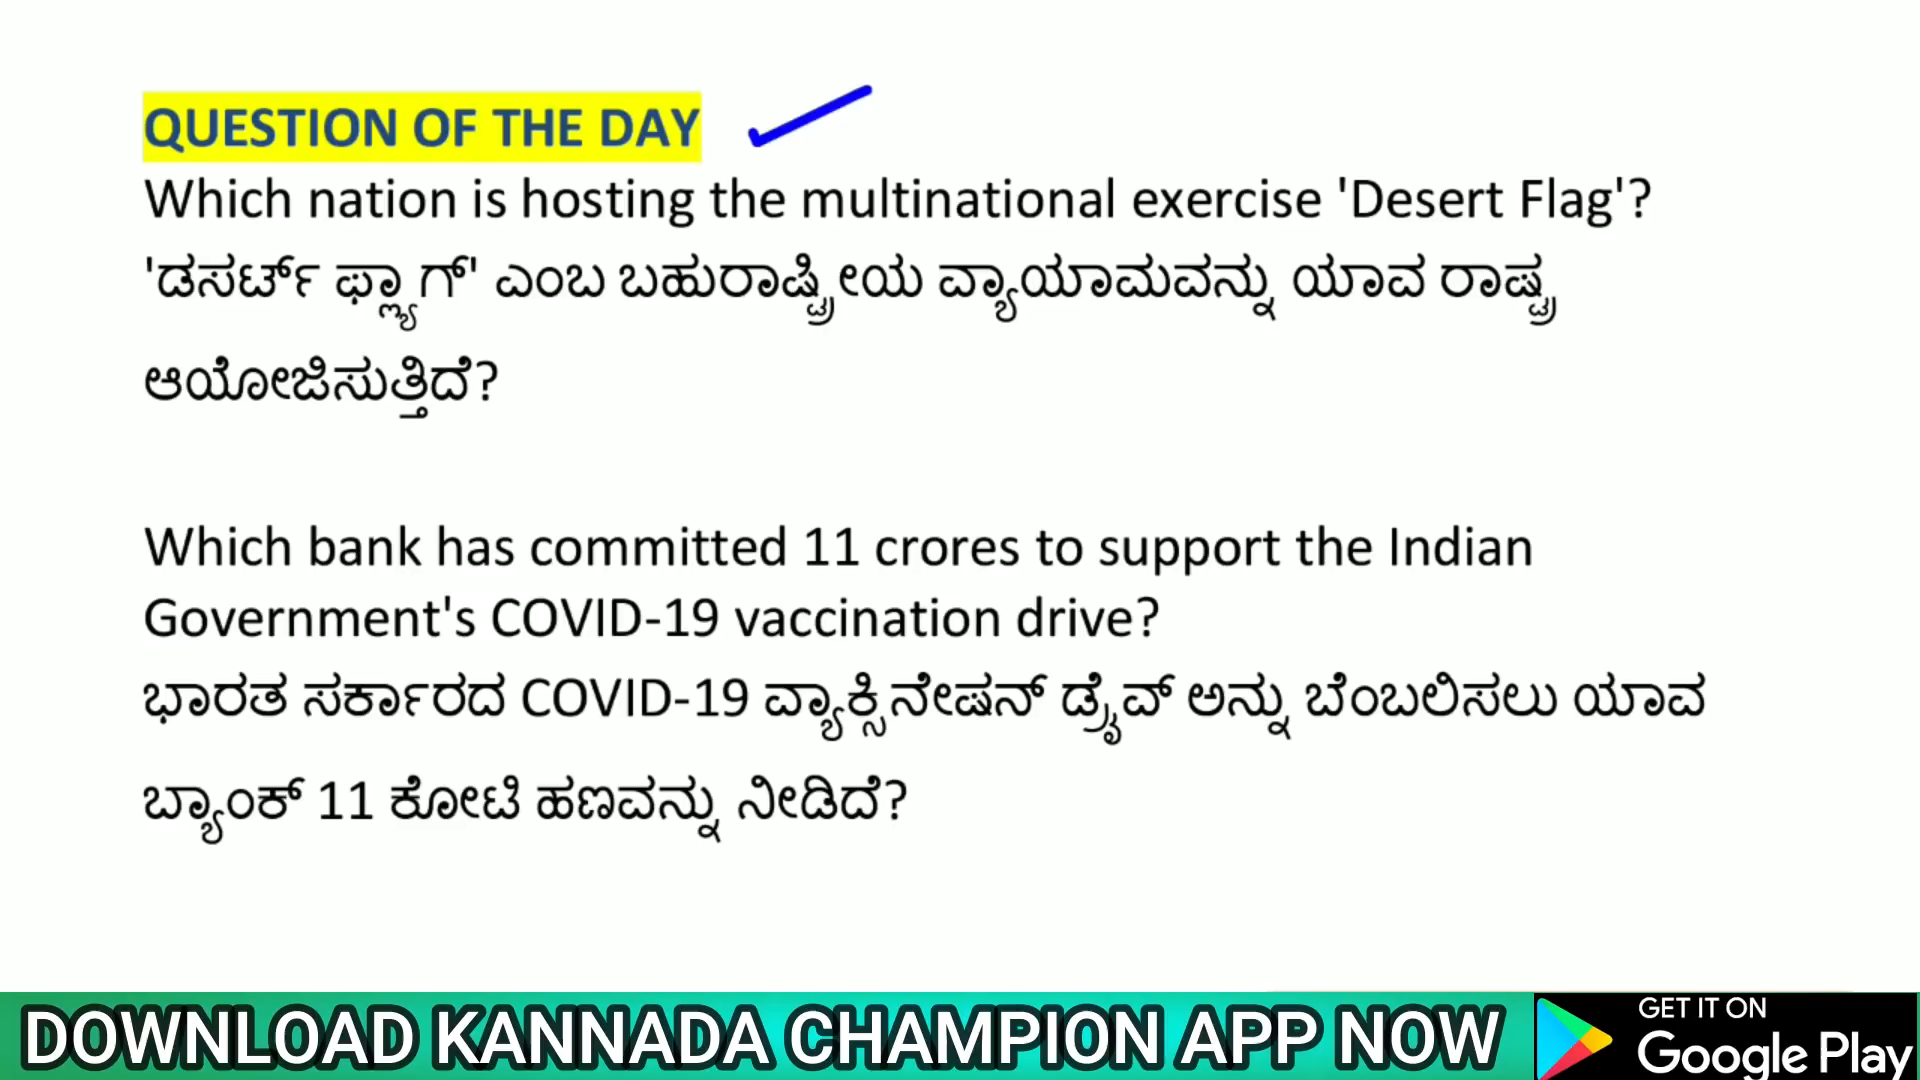 QUESTION OF THE DAY
Which nation is hosting the multinational exercise 'Desert Flag'?
'ಡಸರ್ಟ್ ಫ್ಲ್ಯಾಗ್' ಎಂಬ ಬಹುರಾಷ್ಟ್ರೀಯ ವ್ಯಾಯಾಮವನ್ನು ಯಾವ ರಾಷ್ಟ್ರ
ಆಯೋಜಿಸುತ್ತಿದೆ?
Which bank has committed 11 crores to support the Indian
Government's COVID-19 vaccination drive?
ಭಾರತ ಸರ್ಕಾರದ COVID-19 ವ್ಯಾಕ್ಸಿನೇಷನ್ ಡ್ರೈವ್ ಅನ್ನು ಬೆಂಬಲಿಸಲು ಯಾವ
ಬ್ಯಾಂಕ್ 11 ಕೋಟಿ ಹಣವನ್ನು ನೀಡಿದೆ?
DOWNLOAD KANNADA CHAMPION APP NOW
GET IT ON
Google Play